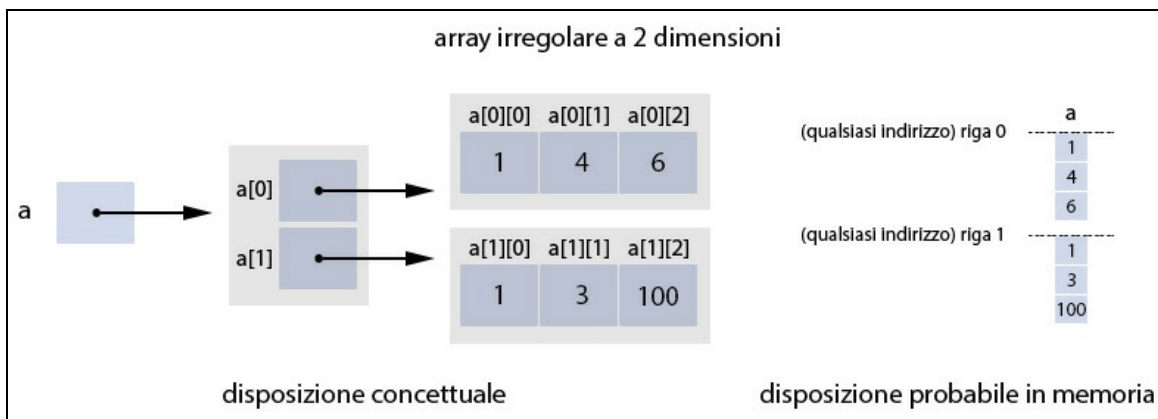 array irregolare a 2 dimensioni
a
a[0]
a[1]
a[0][0] a[0][1] a[0][2]
1 4 6
a[1][0] a[1][1] a[1][2]
1 3 100
a
(qualsiasi indirizzo) riga 0
1
4
6
(qualsiasi indirizzo) riga 1
1
3
100
disposizione concettuale
disposizione probabile in memoria